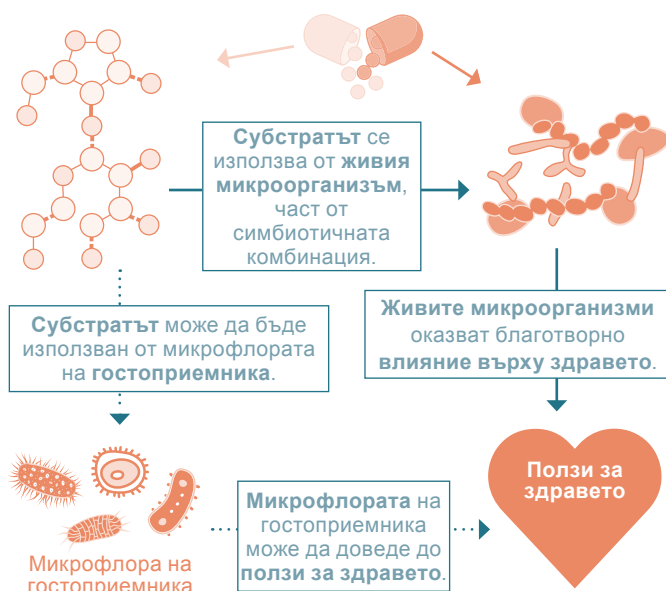 Субстратът се
използва от живия
микроорганизъм,
част от
симбиотичната
комбинация.
Субстратът може да бъде
използван от микрофлората
на гостоприемника.
Живите микроорганизми
оказват благотворно
влияние върху здравето.
Микрофлора на
гостоприемника
Микрофлората на
гостоприемника
може да доведе до
ползи за здравето.
Ползи за
здравето